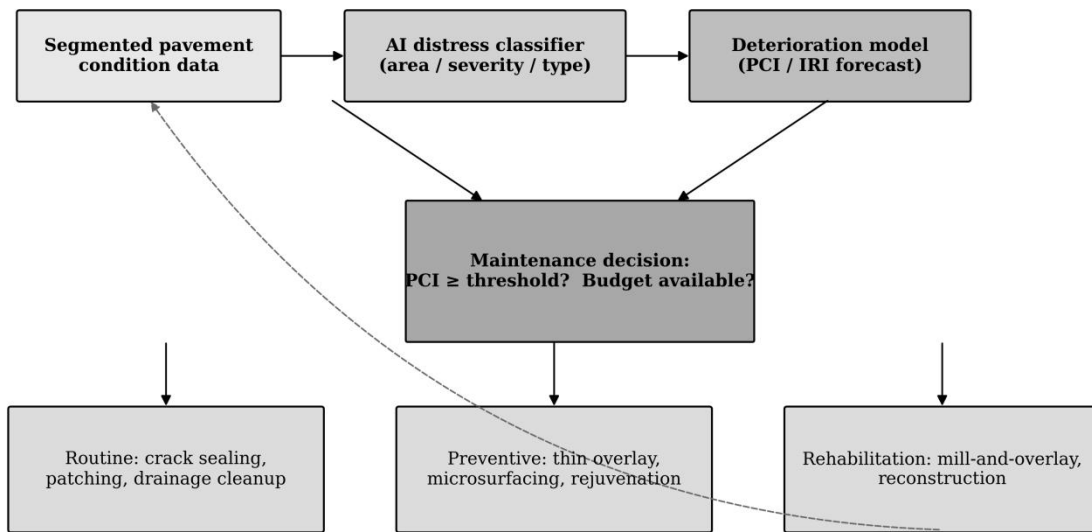 Segmented pavement
condition data
AI distress classifier
(area / severity / type)
Deterioration model
(PCI / IRI forecast)
Maintenance decision:
PCI ≥ threshold?  Budget available?
Routine: crack sealing,
patching, drainage cleanup
Preventive: thin overlay,
microsurfacing, rejuvenation
Rehabilitation: mill-and-overlay,
reconstruction